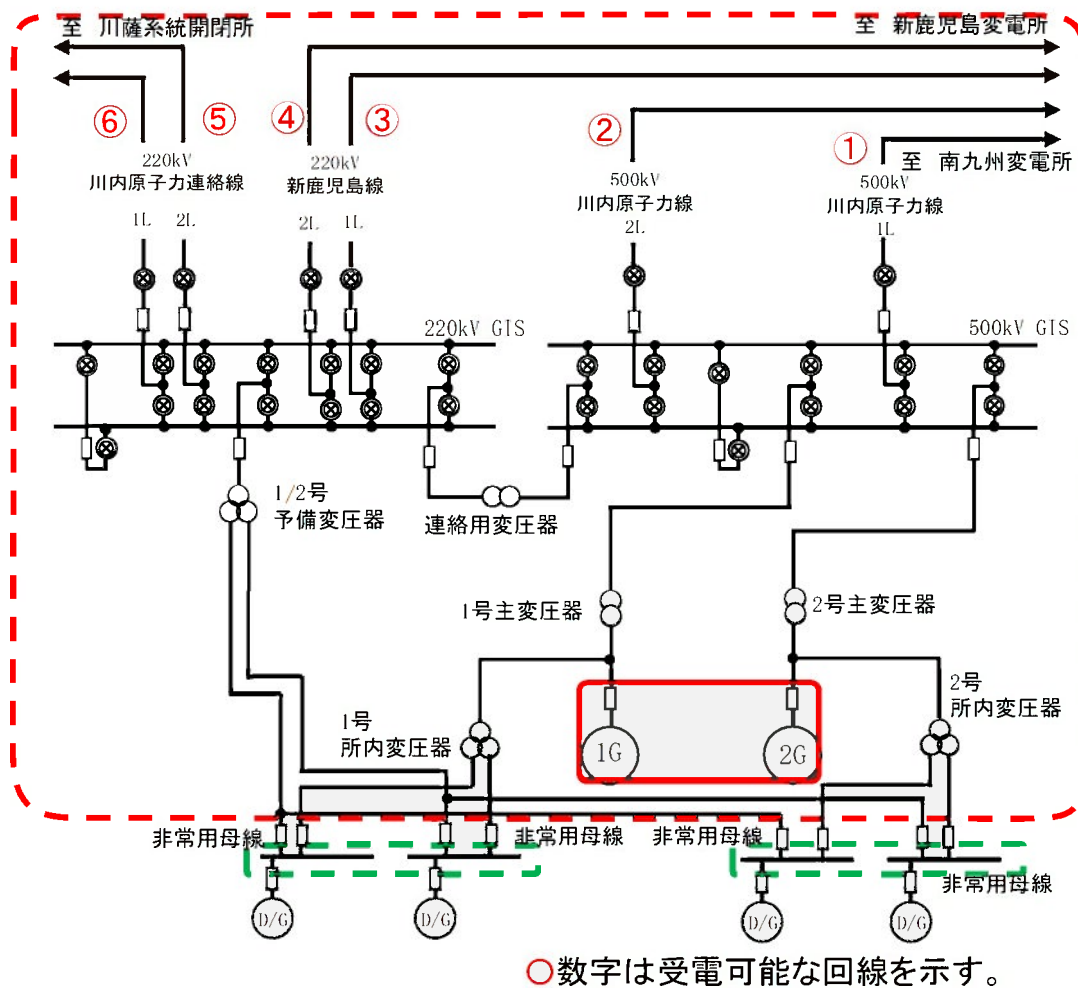 至 川薩系統開閉所
至 新鹿児島変電所
⑥
⑤
④
③
②
①
至 南九州変電所
220kV
川内原子力連絡線
1L 2L
220kV
新鹿児島線
2L 1L
500kV
川内原子力線
2L
500kV
川内原子力線
1L
220kV GIS
500kV GIS
1/2号
予備変圧器
連絡用変圧器
1号主変圧器
2号主変圧器
1号
所内変圧器
2号
所内変圧器
1G
2G
非常用母線
非常用母線
非常用母線
非常用母線
D/G
D/G
D/G
D/G
○数字は受電可能な回線を示す。